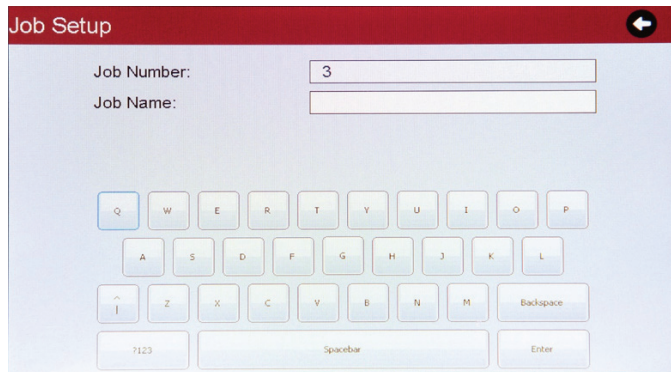 Job Setup
Job Number: 3
Job Name:
Q W E R T Y U I O P
A S D F G H J K L
Z X C V B N M Backspace
?123 Spacebar Enter